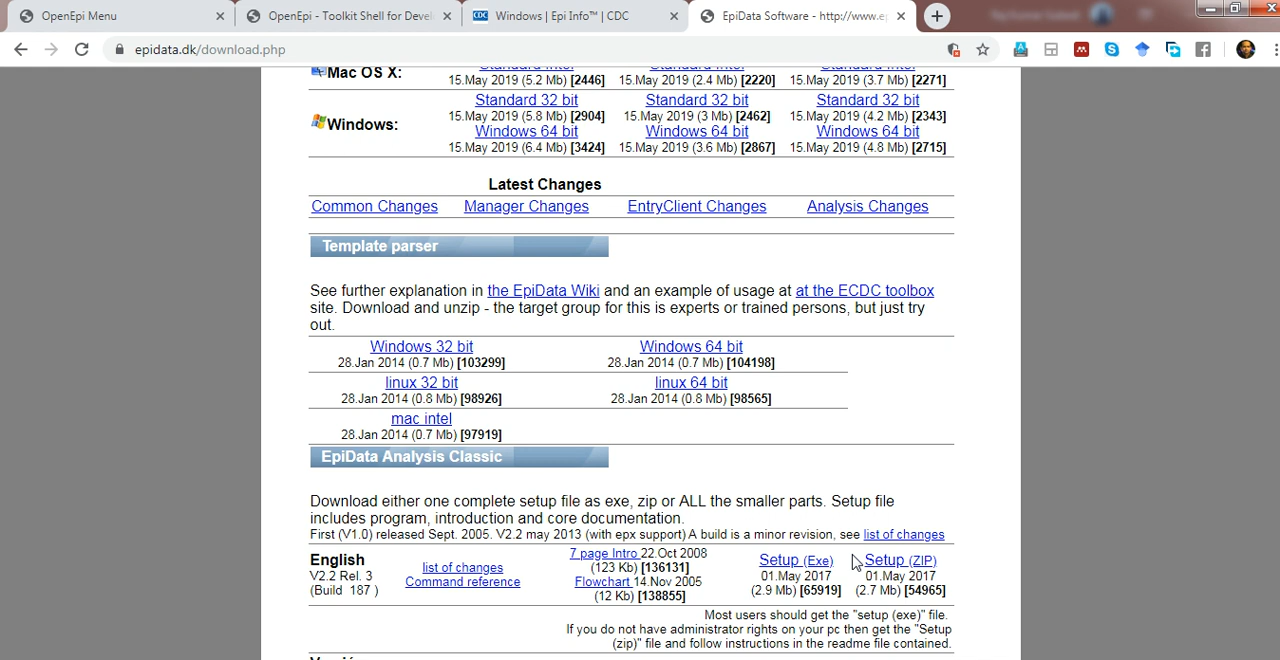 OpenEpi Menu
OpenEpi - Toolkit Shell for Devel
CDC Windows | Epi Info™ | CDC
EpiData Software - http://www.e
epidata.dk/download.php
Mac OS X:
15.May 2019 (5.2 Mb) [2446] 15.May 2019 (2.4 Mb) [2220] 15.May 2019 (3.7 Mb) [2271]
Standard 32 bit Standard 32 bit Standard 32 bit
Windows:
15.May 2019 (5.8 Mb) [2904] 15.May 2019 (3 Mb) [2462] 15.May 2019 (4.2 Mb) [2343]
Windows 64 bit Windows 64 bit Windows 64 bit
15.May 2019 (6.4 Mb) [3424] 15.May 2019 (3.6 Mb) [2867] 15.May 2019 (4.8 Mb) [2715]
Latest Changes
Common Changes Manager Changes EntryClient Changes Analysis Changes
Template parser
See further explanation in the EpiData Wiki and an example of usage at at the ECDC toolbox
site. Download and unzip - the target group for this is experts or trained persons, but just try
out.
Windows 32 bit Windows 64 bit
28.Jan 2014 (0.7 Mb) [103299] 28.Jan 2014 (0.7 Mb) [104198]
linux 32 bit linux 64 bit
28.Jan 2014 (0.8 Mb) [98926] 28.Jan 2014 (0.8 Mb) [98565]
mac intel
28.Jan 2014 (0.7 Mb) [97919]
EpiData Analysis Classic
Download either one complete setup file as exe, zip or ALL the smaller parts. Setup file
includes program, introduction and core documentation.
First (V1.0) released Sept. 2005. V2.2 may 2013 (with epx support) A build is a minor revision, see list of changes
English
V2.2 Rel. 3
(Build 187 )
list of changes
Command reference
7 page Intro 22.Oct 2008
(123 Kb) [136131]
Flowchart 14.Nov 2005
(12 Kb) [138855]
Setup (Exe)
01.May 2017
(2.9 Mb) [65919]
Setup (ZIP)
01.May 2017
(2.7 Mb) [54965]
Most users should get the "setup (exe)" file.
If you do not have administrator rights on your pc then get the "Setup
(zip)" file and follow instructions in the readme file contained.